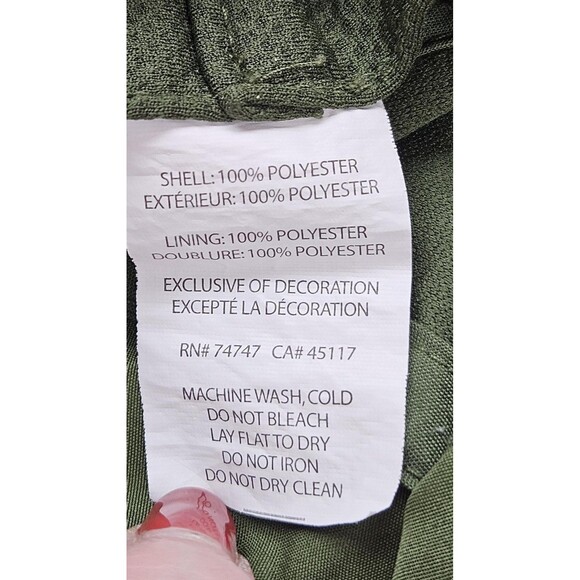 SHELL: 100% POLYESTER
EXTÉRIEUR: 100% POLYESTER
LINING: 100% POLYESTER
DOUBLURE: 100% POLYESTER
EXCLUSIVE OF DECORATION
EXCEPTÉ LA DÉCORATION
RN# 74747 CA# 45117
MACHINE WASH, COLD
DO NOT BLEACH
LAY FLAT TO DRY
DO NOT IRON
DO NOT DRY CLEAN